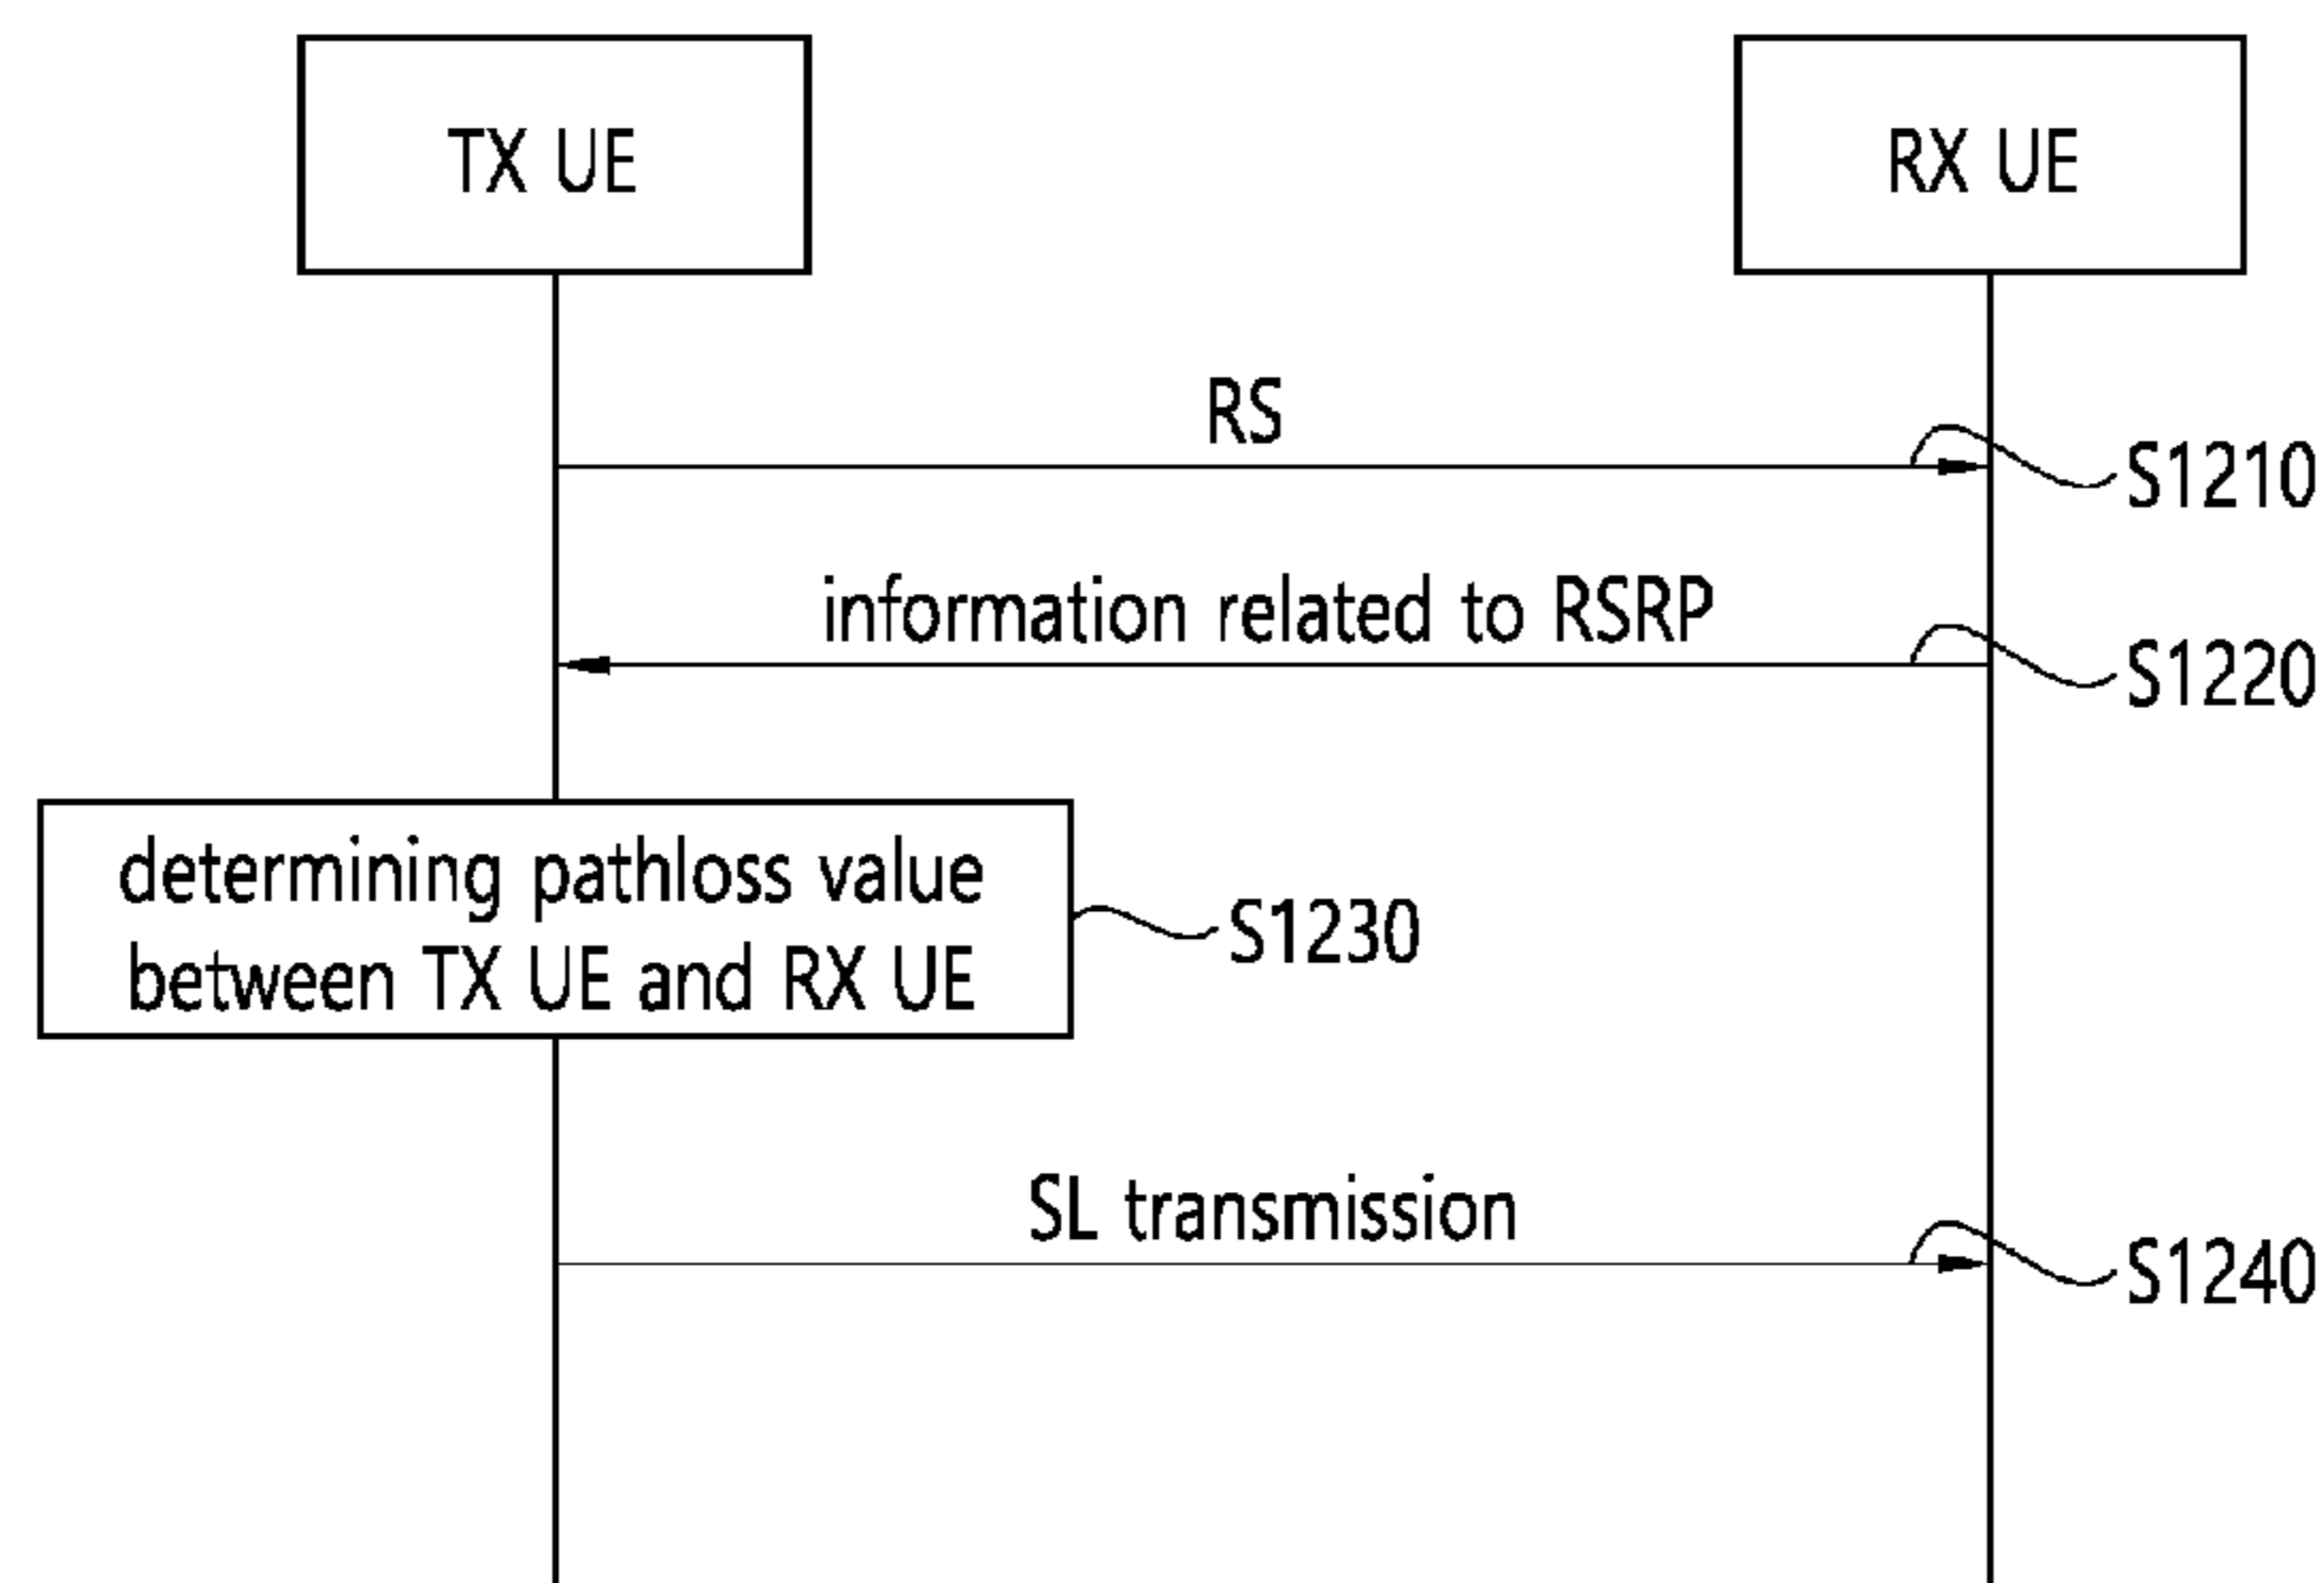 TX UE
RX UE
RS
S1210
information related to RSRP
S1220
determining pathloss value
between TX UE and RX UE
S1230
SL transmission
S1240